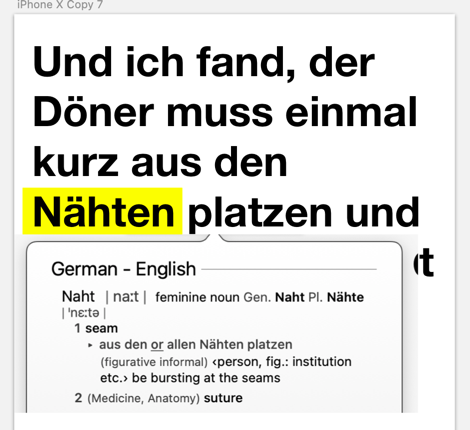 iPhone X Copy 7
Und ich fand, der
Döner muss einmal
kurz aus den
Nähten platzen und
German - English
Naht | naːt | feminine noun Gen. Naht Pl. Nähte
| ˈnɛːtə |
1 seam
▸ aus den or allen Nähten platzen
(figurative informal) ‹person, fig.: institution
etc.› be bursting at the seams
2 (Medicine, Anatomy) suture